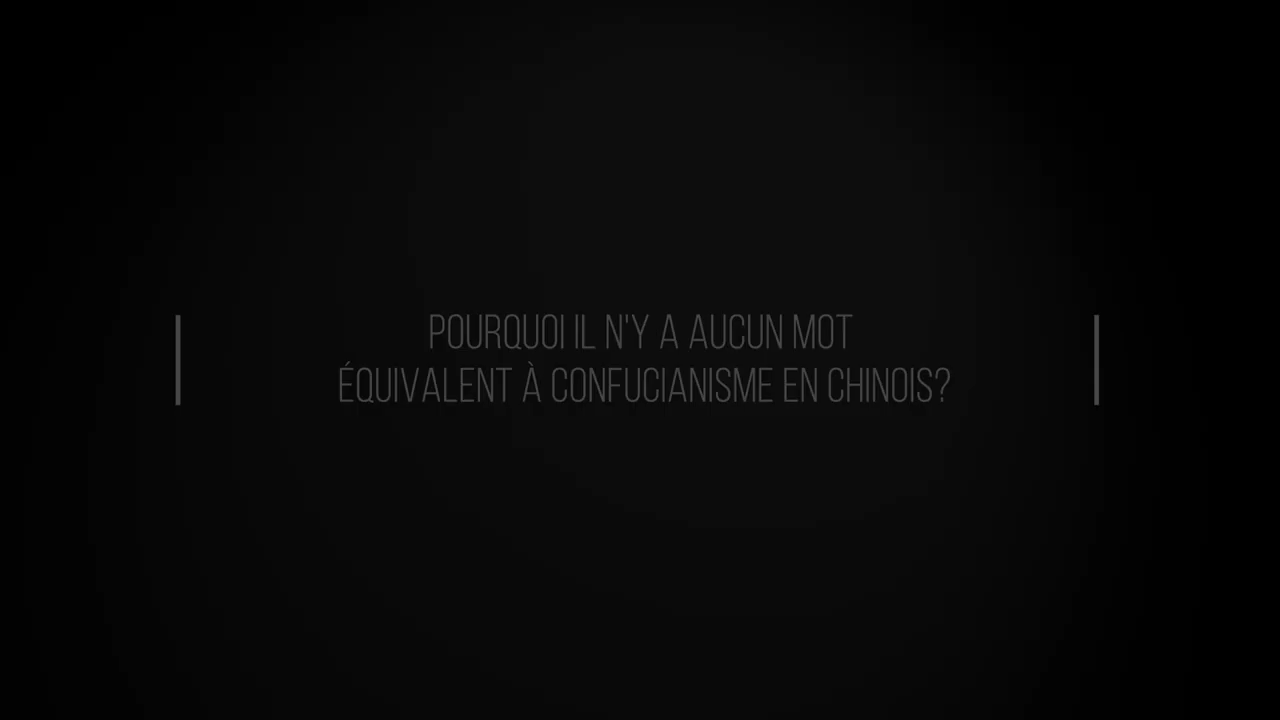 POURQUOI IL N'Y A AUCUN MOT
ÉQUIVALENT À CONFUCIANISME EN CHINOIS?